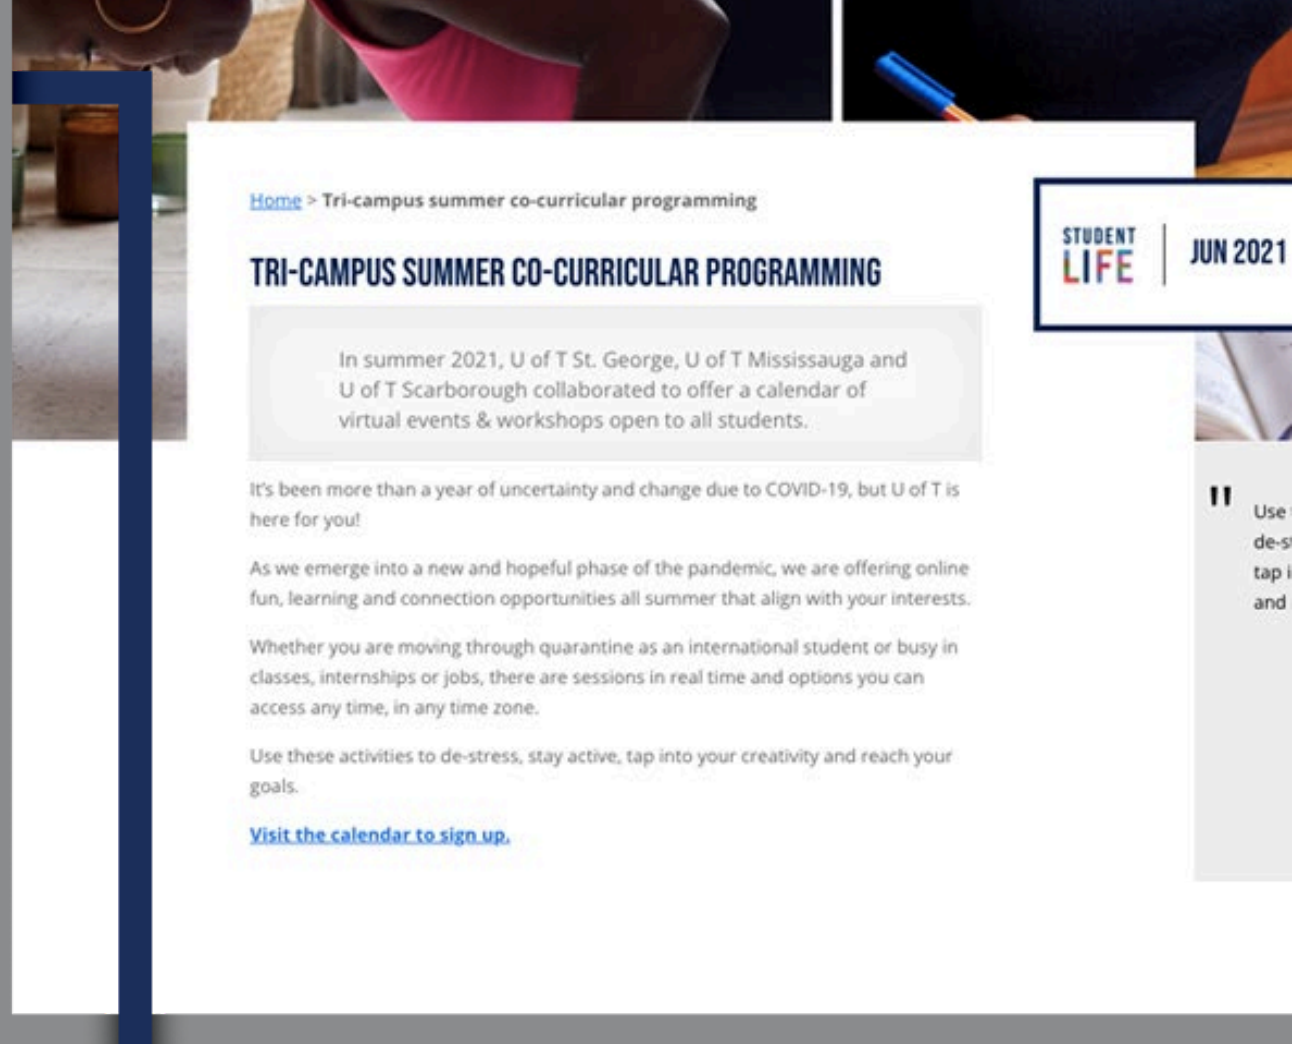 Home > Tri-campus summer co-curricular programming
TRI-CAMPUS SUMMER CO-CURRICULAR PROGRAMMING
In summer 2021, U of T St. George, U of T Mississauga and
U of T Scarborough collaborated to offer a calendar of
virtual events & workshops open to all students.
It's been more than a year of uncertainty and change due to COVID-19, but U of T is
here for you!
As we emerge into a new and hopeful phase of the pandemic, we are offering online
fun, learning and connection opportunities all summer that align with your interests.
Whether you are moving through quarantine as an international student or busy in
classes, internships or jobs, there are sessions in real time and options you can
access any time, in any time zone.
Use these activities to de-stress, stay active, tap into your creativity and reach your
goals.
Visit the calendar to sign up.
STUDENT
LIFE
JUN 2021
"
Use
tap
and